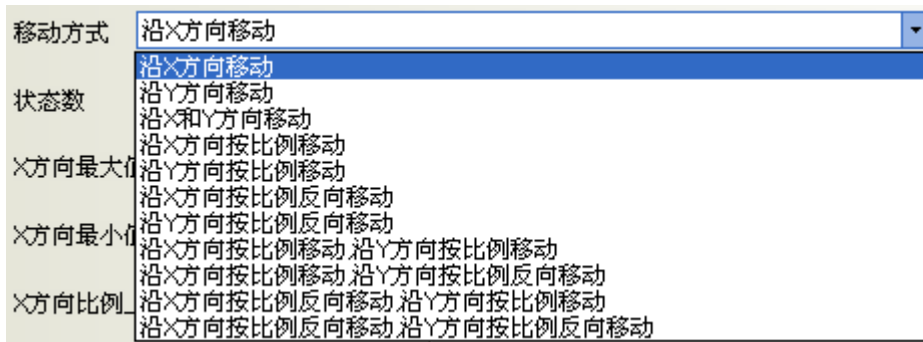 移动方式 沿X方向移动
沿X方向移动
状态数 沿Y方向移动
沿X和Y方向移动
沿X方向按比例移动
X方向最大值 沿Y方向按比例移动
沿X方向按比例反向移动
沿Y方向按比例反向移动
X方向最小值 沿X方向按比例移动,沿Y方向按比例移动
沿X方向按比例移动,沿Y方向按比例反向移动
X方向比例_ 沿X方向按比例反向移动,沿Y方向按比例移动
沿X方向按比例反向移动,沿Y方向按比例反向移动